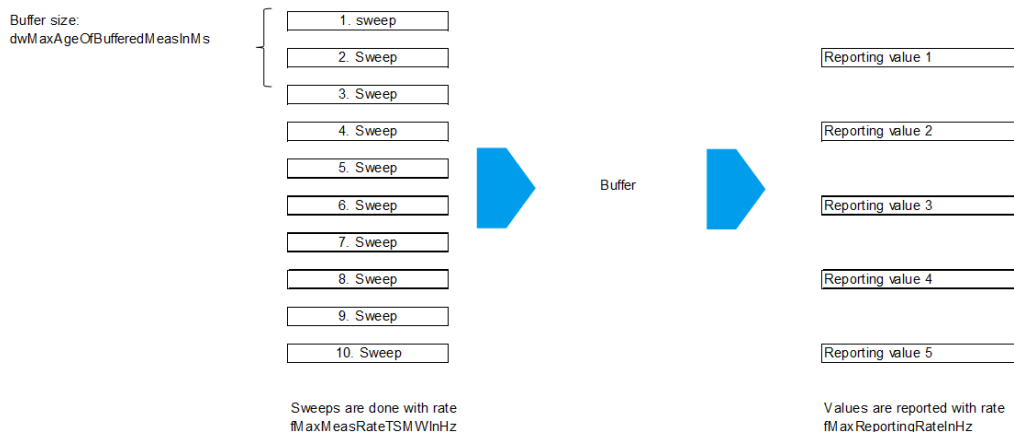 Buffer size:
dwMaxAgeOfBufferedMeasInMs
1. sweep
2. Sweep
3. Sweep
4. Sweep
5. Sweep
6. Sweep
7. Sweep
8. Sweep
9. Sweep
10. Sweep
Sweeps are done with rate
fMaxMeasRateTSMWInHz
Buffer
Reporting value 1
Reporting value 2
Reporting value 3
Reporting value 4
Reporting value 5
Values are reported with rate
fMaxReportingRateInHz